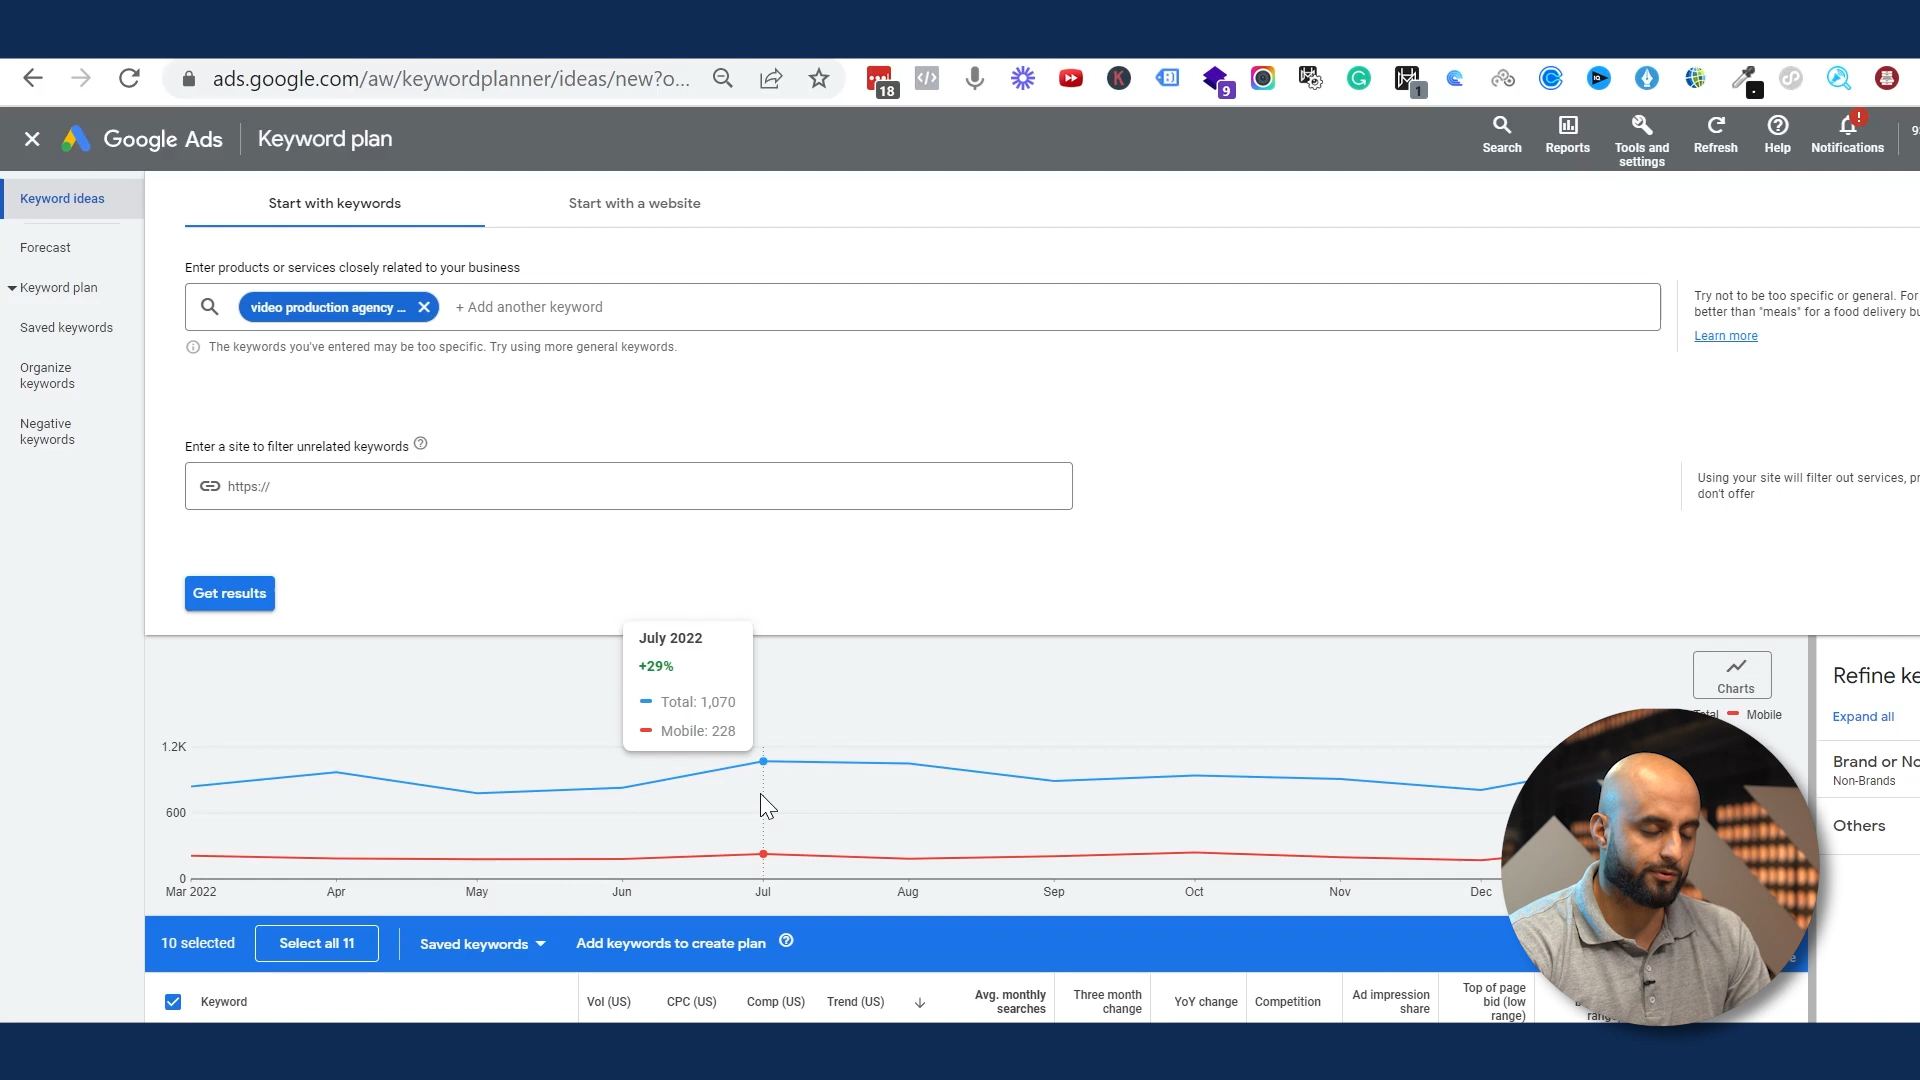 ads.google.com/aw/keywordplanner/ideas/new?o...
18
9
1
Google Ads
Keyword plan
Search
Reports
Tools and settings
Refresh
Help
Notifications
Keyword ideas
Forecast
Keyword plan
Saved keywords
Organize
keywords
Negative
keywords
Start with keywords
Start with a website
Enter products or services closely related to your business
video production agency ...
+ Add another keyword
Try not to be too specific or general. For
better than "meals" for a food delivery bu
Learn more
The keywords you've entered may be too specific. Try using more general keywords.
Enter a site to filter unrelated keywords
https://
Using your site will filter out services, pr
don't offer
Get results
July 2022
+29%
Total: 1,070
Mobile: 228
Charts
Mobile
Refine ke
Expand all
Brand or No
Non-Brands
Others
1.2K
600
0
Mar 2022
Apr
May
Jun
Jul
Aug
Sep
Oct
Nov
Dec
10 selected
Select all 11
Saved keywords
Add keywords to create plan
Keyword
Vol (US)
CPC (US)
Comp (US)
Trend (US)
Avg. monthly
searches
Three month
change
YoY change
Competition
Ad impression
share
Top of page
bid (low
range)